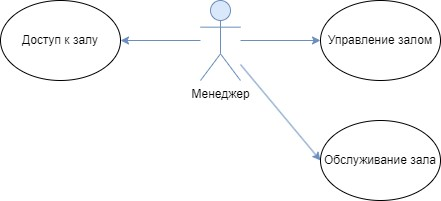 Доступ к залу
Управление залом
Менеджер
Обслуживание зала